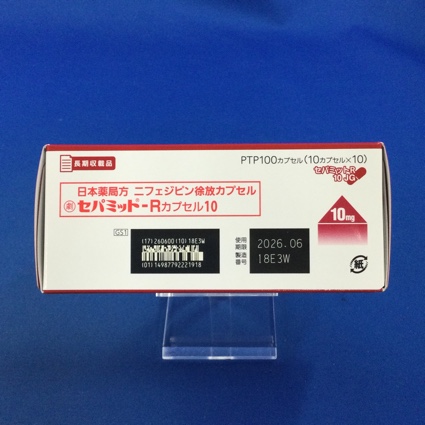 長期収載品
PTP100カプセル(10カプセル×10)
セパミットR
10 JG
日本薬局方 ニフェジピン徐放カプセル
劇 セパミット-Rカプセル10
10mg
GS1
(17)260600(10)18E3W
(01)14987792221918
使用
期限
2026.06
製造
番号
18E3W
紙